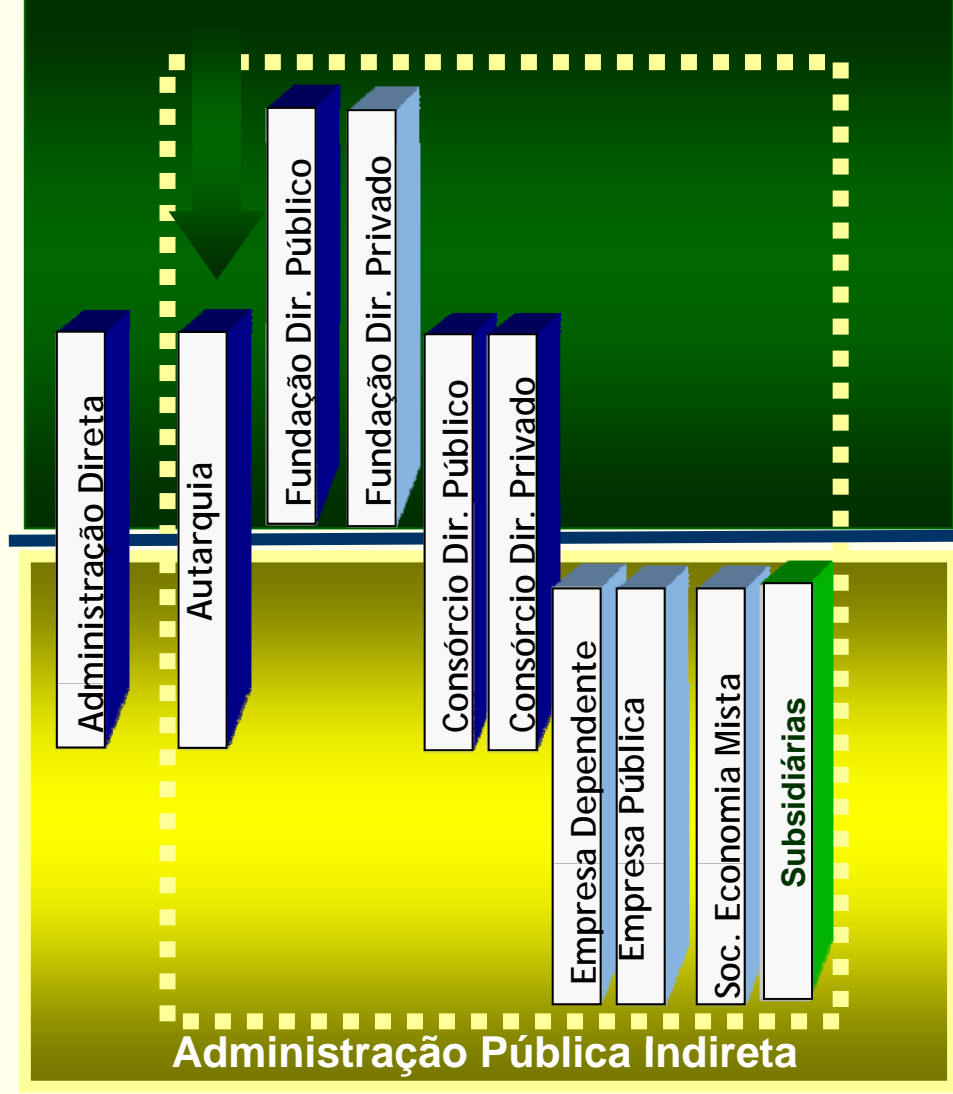 Administração Direta
Autarquia
Fundação Dir. Público
Fundação Dir. Privado
Consórcio Dir. Público
Consórcio Dir. Privado
Empresa Dependente
Empresa Pública
Soc. Economia Mista
Subsidiárias
Administração Pública Indireta